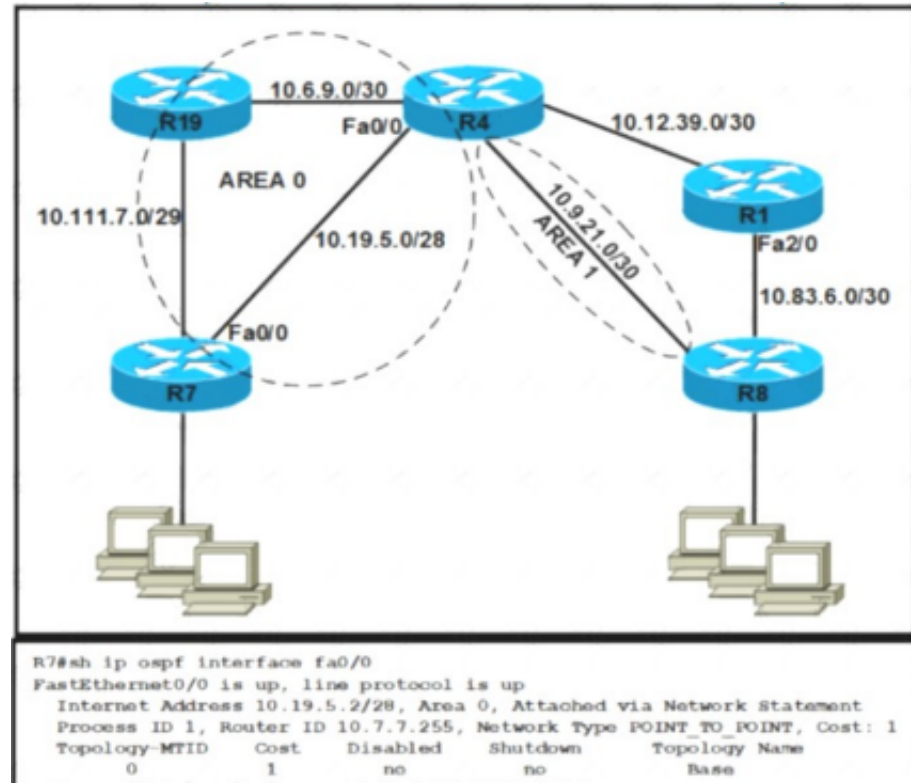 10.6.9.0/30
R19
R4
Fa0/0
10.12.39.0/30
AREA 0
10.111.7.0/29
10.19.5.0/28
10.9.21.0/30
AREA 1
R1
Fa2/0
10.83.6.0/30
Fa0/0
R7
R8
R7#sh ip ospf interface fa0/0
FastEthernet0/0 is up, line protocol is up
Internet Address 10.19.5.2/28, Area 0, Attached via Network Statement
Process ID 1, Router ID 10.7.7.255, Network Type POINT_TO_POINT, Cost: 1
Topology-MTID Cost Disabled Shutdown Topology Name
0 1 no no Base